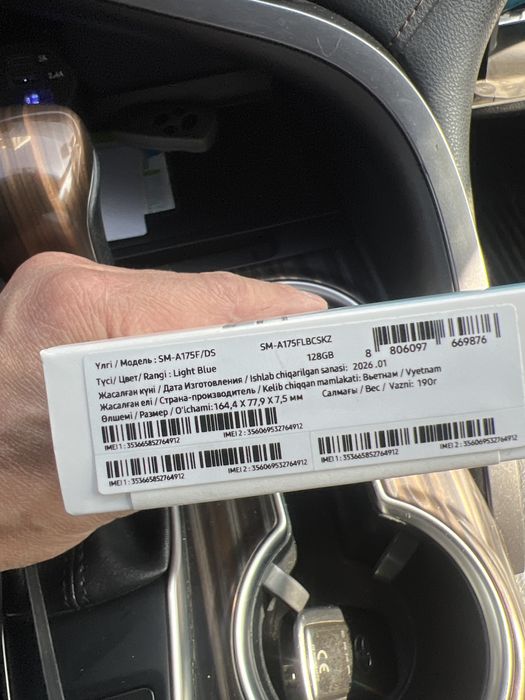 2.4A
Үлгі / Модель : SM-A175F/DS SM-A175FLBCSKZ
Түсі/ Цвет/ Rangi : Light Blue 128GB 8 806097 669876
Жасалған күні / Дата Изготовления / Ishlab chiqarilgan sanasi: 2026 .01
Жасалған елі / Страна-производитель / Kelib chiqqan mamlakati: Вьетнам / Vyetnam
Өлшемі / Размер / O'lchami: 164,4 X 77,9 X 7,5 мм Салмағы / Вес / Vazni: 190г
IMEI 1 : 353665852764912 IMEI 2 : 356069532764912
IMEI 1 : 353665852764912 IMEI 2 : 356069532764912 IMEI 1 : 353665852764912 IMEI 2 : 356069532764912